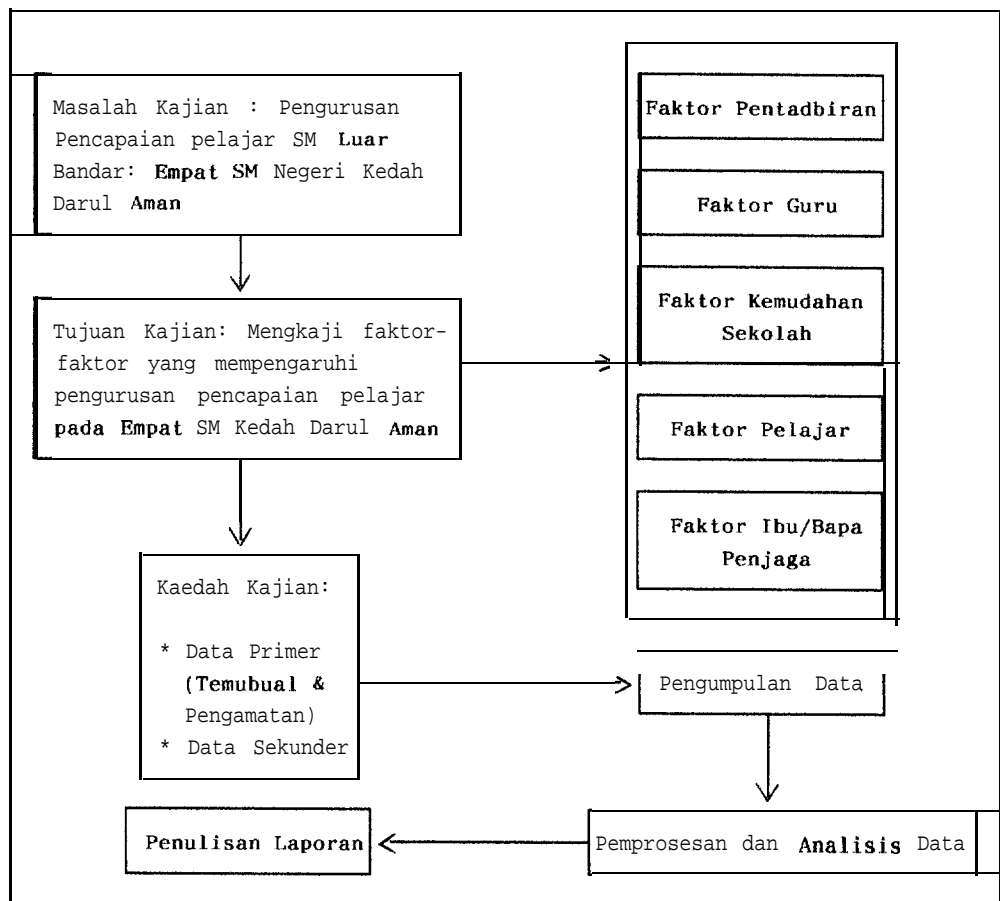 Masalah Kajian : Pengurusan
Pencapaian pelajar SM Luar
Bandar: Empat SM Negeri Kedah
Darul Aman
Tujuan Kajian: Mengkaji faktor-
faktor yang mempengaruhi
pengurusan pencapaian pelajar
pada Empat SM Kedah Darul Aman
Faktor Pentadbiran
Faktor Guru
Faktor Kemudahan
Sekolah
Faktor Pelajar
Faktor Ibu/Bapa
Penjaga
Kaedah Kajian:
* Data Primer
(Temubual &
Pengamatan)
* Data Sekunder
Pengumpulan Data
Pemprosesan dan Analisis Data
Penulisan Laporan